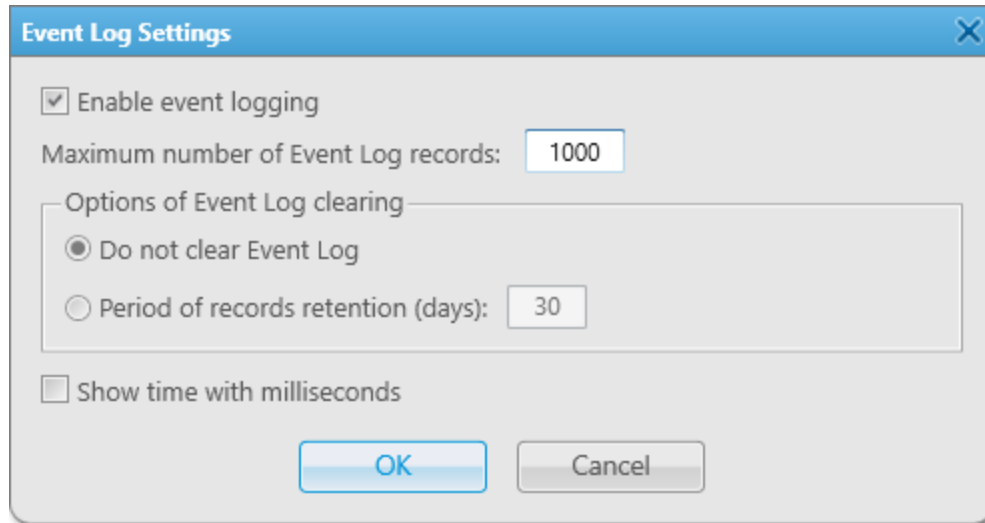 Event Log Settings
Enable event logging
Maximum number of Event Log records: 1000
Options of Event Log clearing
Do not clear Event Log
Period of records retention (days): 30
Show time with milliseconds
OK Cancel